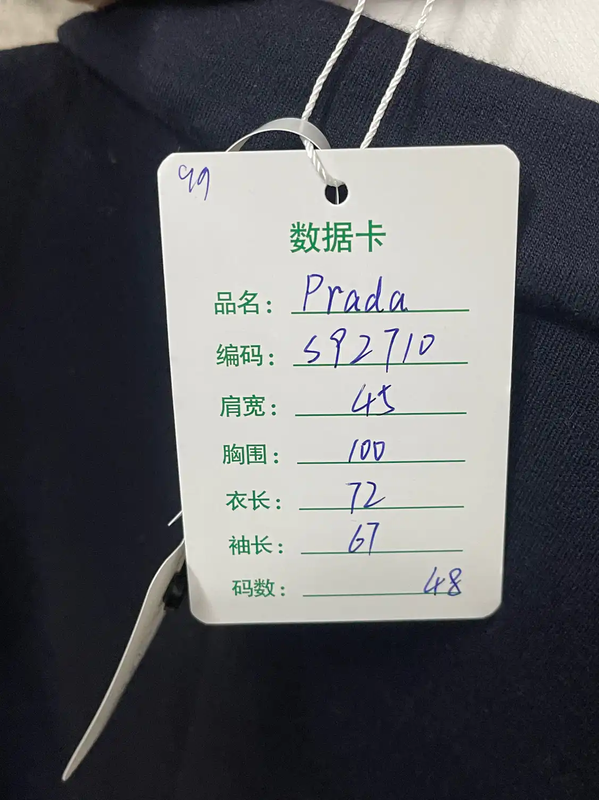 99
数据卡
品名: Prada
编码: S92710
肩宽: 45
胸围: 100
衣长: 72
袖长: 67
码数: 48